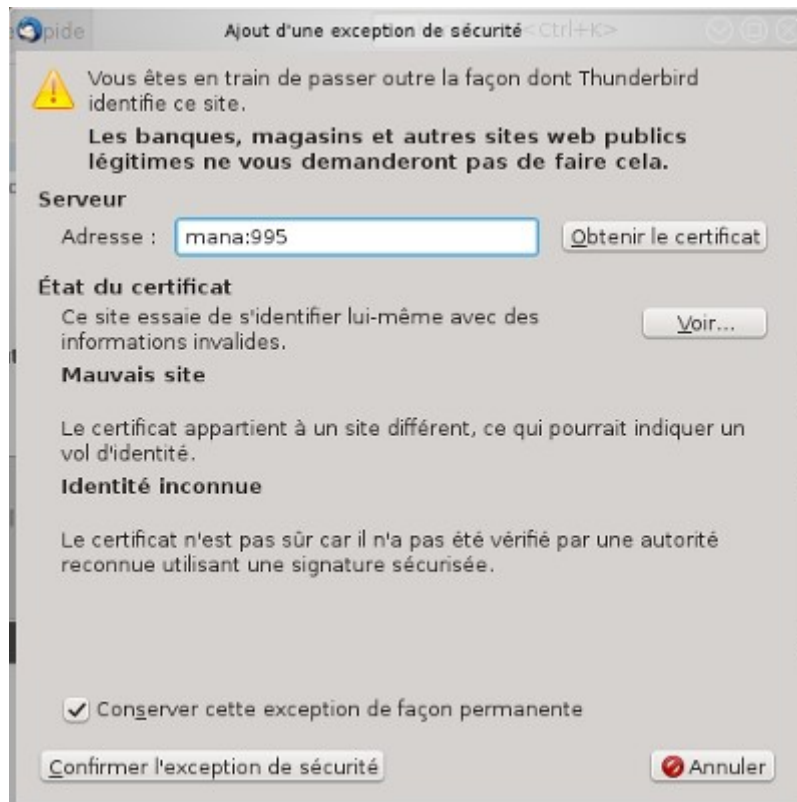 pide
Ajout d'une exception de sécurité
<Ctrl+K>
Vous êtes en train de passer outre la façon dont Thunderbird
identifie ce site.
Les banques, magasins et autres sites web publics
légitimes ne vous demanderont pas de faire cela.
Serveur
Adresse :
mana:995
Obtenir le certificat
État du certificat
Ce site essaie de s'identifier lui-même avec des
informations invalides.
Voir...
Mauvais site
Le certificat appartient à un site différent, ce qui pourrait indiquer un
vol d'identité.
Identité inconnue
Le certificat n'est pas sûr car il n'a pas été vérifié par une autorité
reconnue utilisant une signature sécurisée.
Conserver cette exception de façon permanente
Confirmer l'exception de sécurité
Annuler